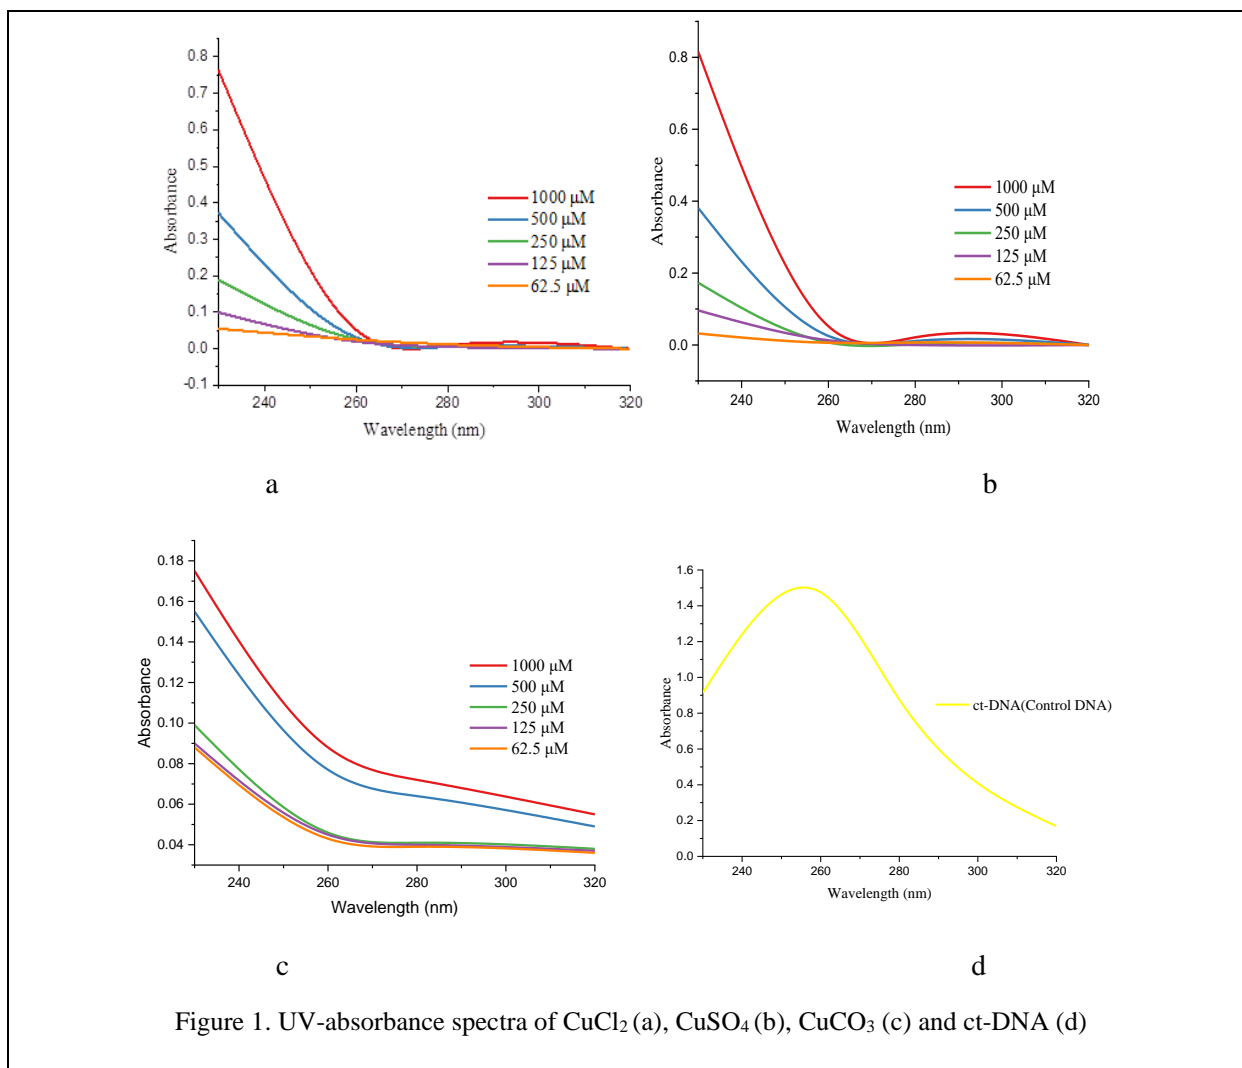 0.8
0.7
0.6
0.5
0.4
0.3
0.2
0.1
0.0
-0.1
Absorbance
240 260 280 300 320
Wavelength (nm)
1000 μM
500 μM
250 μM
125 μM
62.5 μM
a
0.8
0.6
0.4
0.2
0.0
Absorbance
240 260 280 300 320
Wavelength (nm)
1000 μM
500 μM
250 μM
125 μM
62.5 μM
b
0.18
0.16
0.14
0.12
0.10
0.08
0.06
0.04
Absorbance
240 260 280 300 320
Wavelength (nm)
1000 μM
500 μM
250 μM
125 μM
62.5 μM
c
1.6
1.4
1.2
1.0
0.8
0.6
0.4
0.2
0.0
Absorbance
240 260 280 300 320
Wavelength (nm)
ct-DNA(Control DNA)
d
Figure 1. UV-absorbance spectra of CuCl₂ (a), CuSO₄ (b), CuCO₃ (c) and ct-DNA (d)